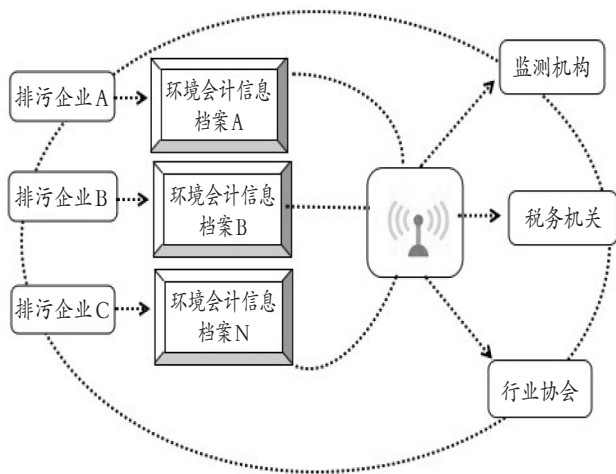 排污企业A
环境会计信息
档案A
监测机构
排污企业B
环境会计信息
档案B
税务机关
排污企业C
环境会计信息
档案N
行业协会